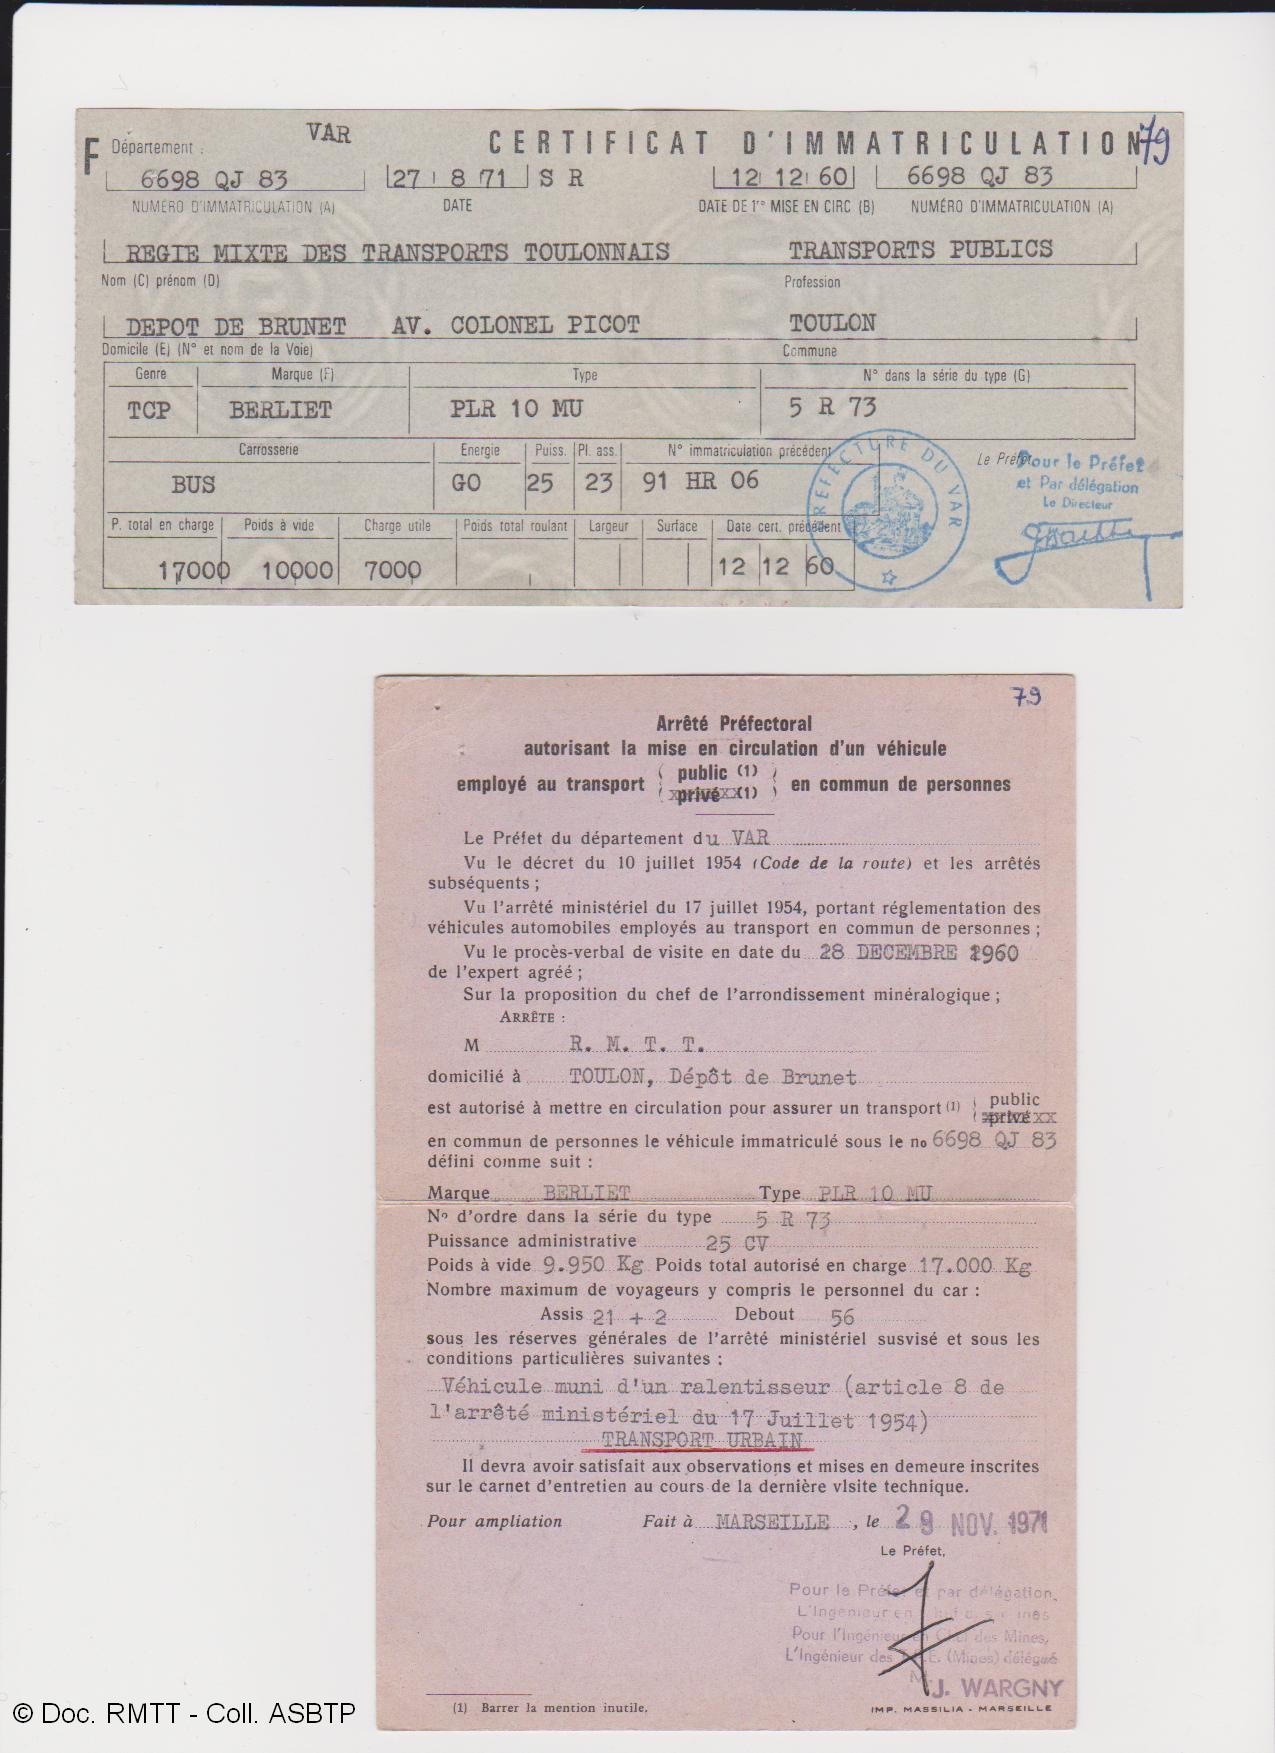 79
F Département : VAR CERTIFICAT D'IMMATRICULATION
6698 QJ 83 27 8 71 S R 12 12 60 6698 QJ 83
NUMÉRO D'IMMATRICULATION (A) DATE DATE DE 1re MISE EN CIRC (B) NUMÉRO D'IMMATRICULATION (A)
REGIE MIXTE DES TRANSPORTS TOULONNAIS TRANSPORTS PUBLICS
Nom (C) prénom (D) Profession
DEPOT DE BRUNET AV. COLONEL PICOT TOULON
Domicile (E) (N° et nom de la Voie) Commune
Genre Marque (F) Type N° dans la série du type (G)
TCP BERLIET PLR 10 MU 5 R 73
Carrosserie Energie Puiss. Pl. ass. N° immatriculation précédent
BUS GO 25 23 91 HR 06
P. total en charge Poids à vide Charge utile Poids total roulant Largeur Surface Date cert. précédent
17000 10000 7000 12 12 60
PREFECTURE DU VAR
Le Préfet
Pour le Préfet
et Par délégation
Le Directeur
79
Arrêté Préfectoral
autorisant la mise en circulation d'un véhicule
employé au transport ( public (1) ) en commun de personnes
( privé (1) )
Le Préfet du département du VAR
Vu le décret du 10 juillet 1954 (Code de la route) et les arrêtés
subséquents ;
Vu l'arrêté ministériel du 17 juillet 1954, portant réglementation des
véhicules automobiles employés au transport en commun de personnes ;
Vu le procès-verbal de visite en date du 28 DECEMBRE 1960
de l'expert agréé ;
Sur la proposition du chef de l'arrondissement minéralogique ;
ARRÊTE :
M R. M. T. T.
domicilié à TOULON, Dépôt de Brunet
est autorisé à mettre en circulation pour assurer un transport (1) ( public
( privé xx
en commun de personnes le véhicule immatriculé sous le no 6698 QJ 83
défini comme suit :
Marque BERLIET Type PLR 10 MU
No d'ordre dans la série du type 5 R 73
Puissance administrative 25 CV
Poids à vide 9.950 Kg Poids total autorisé en charge 17.000 Kg
Nombre maximum de voyageurs y compris le personnel du car :
Assis 21 + 2 Debout 56
sous les réserves générales de l'arrêté ministériel susvisé et sous les
conditions particulières suivantes :
Véhicule muni d'un ralentisseur (article 8 de
l'arrêté ministériel du 17 Juillet 1954)
TRANSPORT URBAIN
Il devra avoir satisfait aux observations et mises en demeure inscrites
sur le carnet d'entretien au cours de la dernière visite technique.
Pour ampliation Fait à MARSEILLE, le 29 NOV. 1971
Le Préfet,
Pour le Préfet et par délégation,
L'Ingénieur en
Pour l'Ingénieur en Chef des Mines,
L'Ingénieur des (Mines) délégué
J. WARGNY
(1) Barrer la mention inutile.
IMP. MASSILIA - MARSEILLE
© Doc. RMTT - Coll. ASBTP